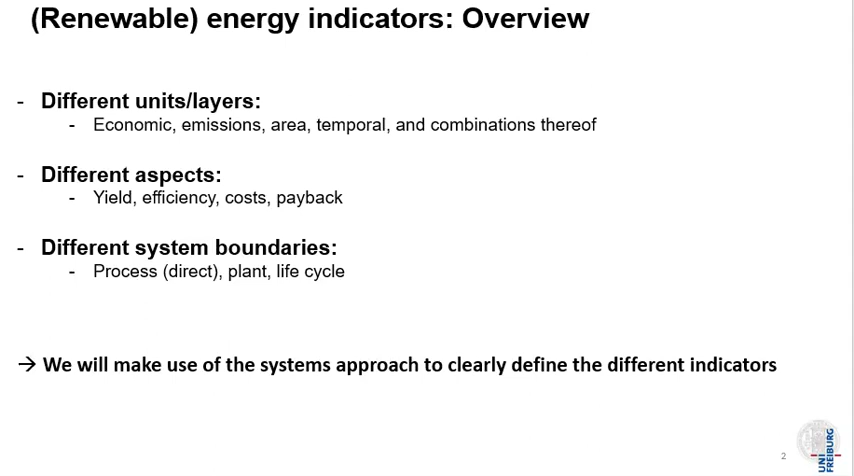 (Renewable) energy indicators: Overview
- Different units/layers:
- Economic, emissions, area, temporal, and combinations thereof
- Different aspects:
- Yield, efficiency, costs, payback
- Different system boundaries:
- Process (direct), plant, life cycle
→ We will make use of the systems approach to clearly define the different indicators
2
UNI
FREIBURG